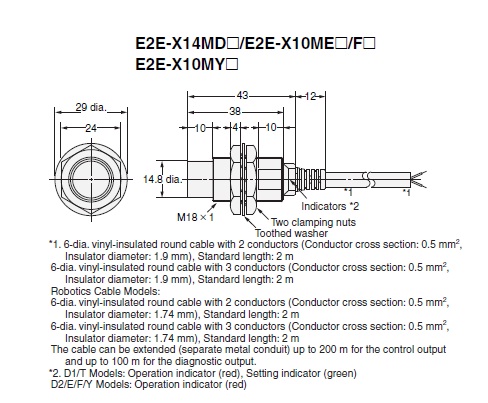 E2E-X14MD□/E2E-X10ME□/F□
E2E-X10MY□
43
12
38
10
4
10
29 dia.
24
14.8 dia.
*1
*1
Indicators *2
M18 × 1
Two clamping nuts
Toothed washer
*1. 6-dia. vinyl-insulated round cable with 2 conductors (Conductor cross section: 0.5 mm²,
Insulator diameter: 1.9 mm), Standard length: 2 m
6-dia. vinyl-insulated round cable with 3 conductors (Conductor cross section: 0.5 mm²,
Insulator diameter: 1.9 mm), Standard length: 2 m
Robotics Cable Models:
6-dia. vinyl-insulated round cable with 2 conductors (Conductor cross section: 0.5 mm²,
Insulator diameter: 1.74 mm), Standard length: 2 m
6-dia. vinyl-insulated round cable with 3 conductors (Conductor cross section: 0.5 mm²,
Insulator diameter: 1.74 mm), Standard length: 2 m
The cable can be extended (separate metal conduit) up to 200 m for the control output
and up to 100 m for the diagnostic output.
*2. D1/T Models: Operation indicator (red), Setting indicator (green)
D2/E/F/Y Models: Operation indicator (red)